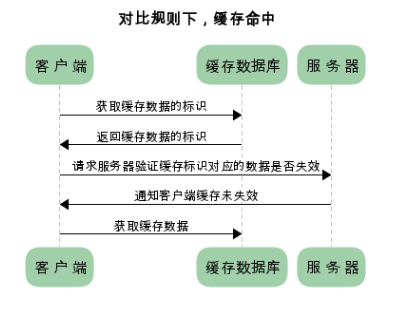 对比规则下，缓存命中
客户端 缓存数据库 服务器
获取缓存数据的标识
返回缓存数据的标识
请求服务器验证缓存标识对应的数据是否失效
通知客户端缓存未失效
获取缓存数据
客户端 缓存数据库 服务器